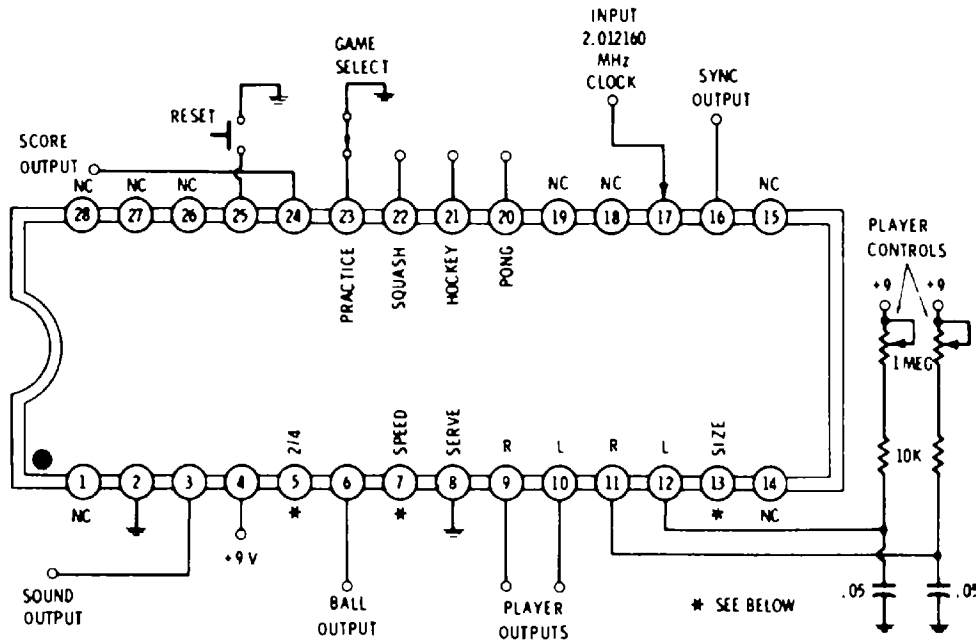 INPUT
2.012160
MHz
CLOCK
GAME
SELECT
SYNC
OUTPUT
RESET
SCORE
OUTPUT
NC NC NC NC NC NC
28 27 26 25 24 23 22 21 20 19 18 17 16 15
PRACTICE
SQUASH
HOCKEY
PONG
PLAYER
CONTROLS
+9 +9
1 MEG
10K
2/4
SPEED
SERVE
R
L
R
L
SIZE
1 2 3 4 5 6 7 8 9 10 11 12 13 14
NC * * * NC
+9 V
SOUND
OUTPUT
BALL
OUTPUT
PLAYER
OUTPUTS
* SEE BELOW
.05 .05